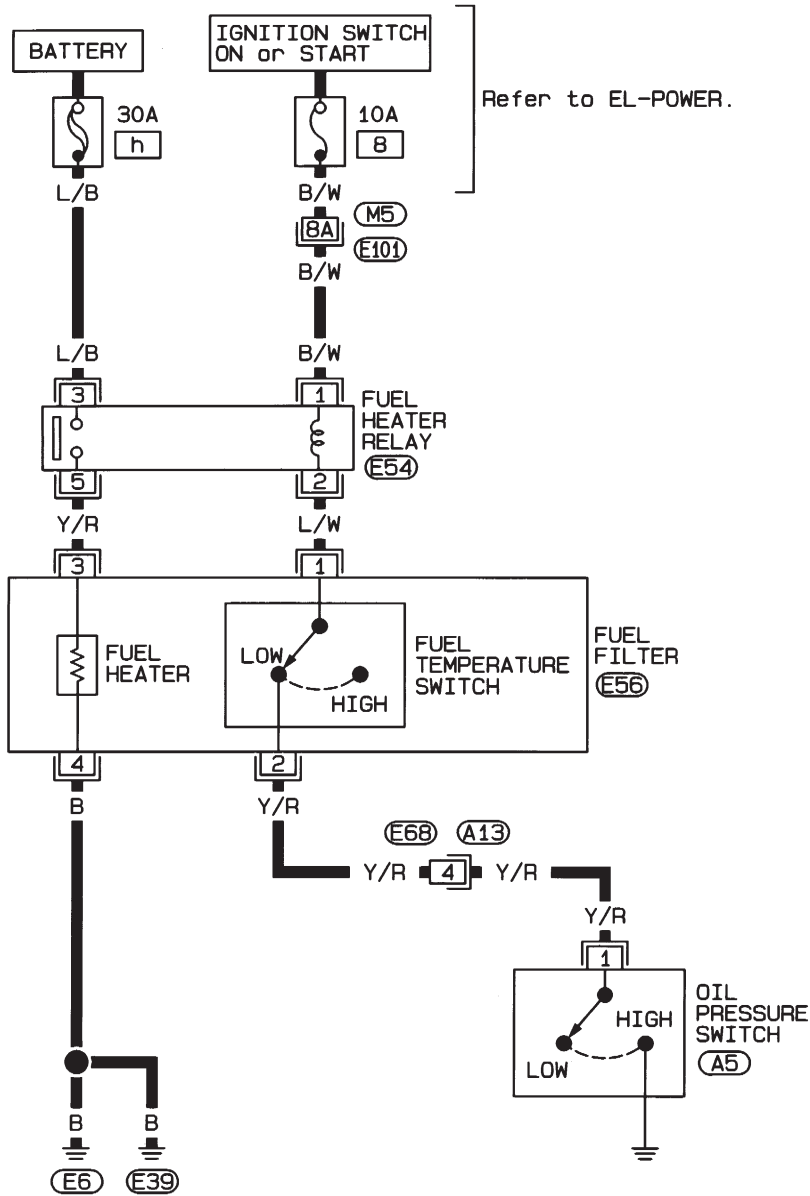 BATTERY
IGNITION SWITCH
ON or START
Refer to EL-POWER.
30A
h
10A
8
L/B
B/W
8A
M5
E101
B/W
L/B
B/W
3
1
FUEL
HEATER
RELAY
E54
5
2
Y/R
L/W
3
1
FUEL
HEATER
LOW
HIGH
FUEL
TEMPERATURE
SWITCH
FUEL
FILTER
E56
4
2
B
Y/R
E68
A13
Y/R
4
Y/R
Y/R
1
HIGH
LOW
OIL
PRESSURE
SWITCH
A5
B
B
E6
E39